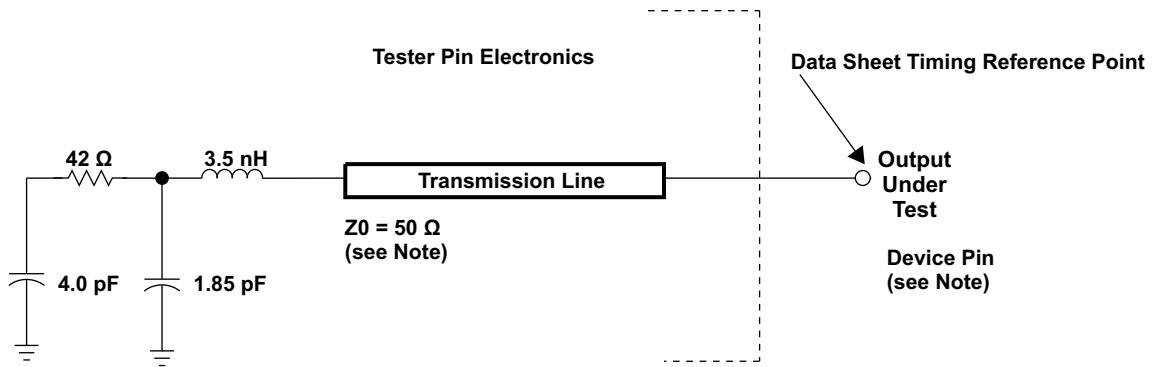 Tester Pin Electronics
Data Sheet Timing Reference Point
42 Ω
3.5 nH
Transmission Line
Output
Under
Test
Z0 = 50 Ω
(see Note)
Device Pin
(see Note)
4.0 pF
1.85 pF